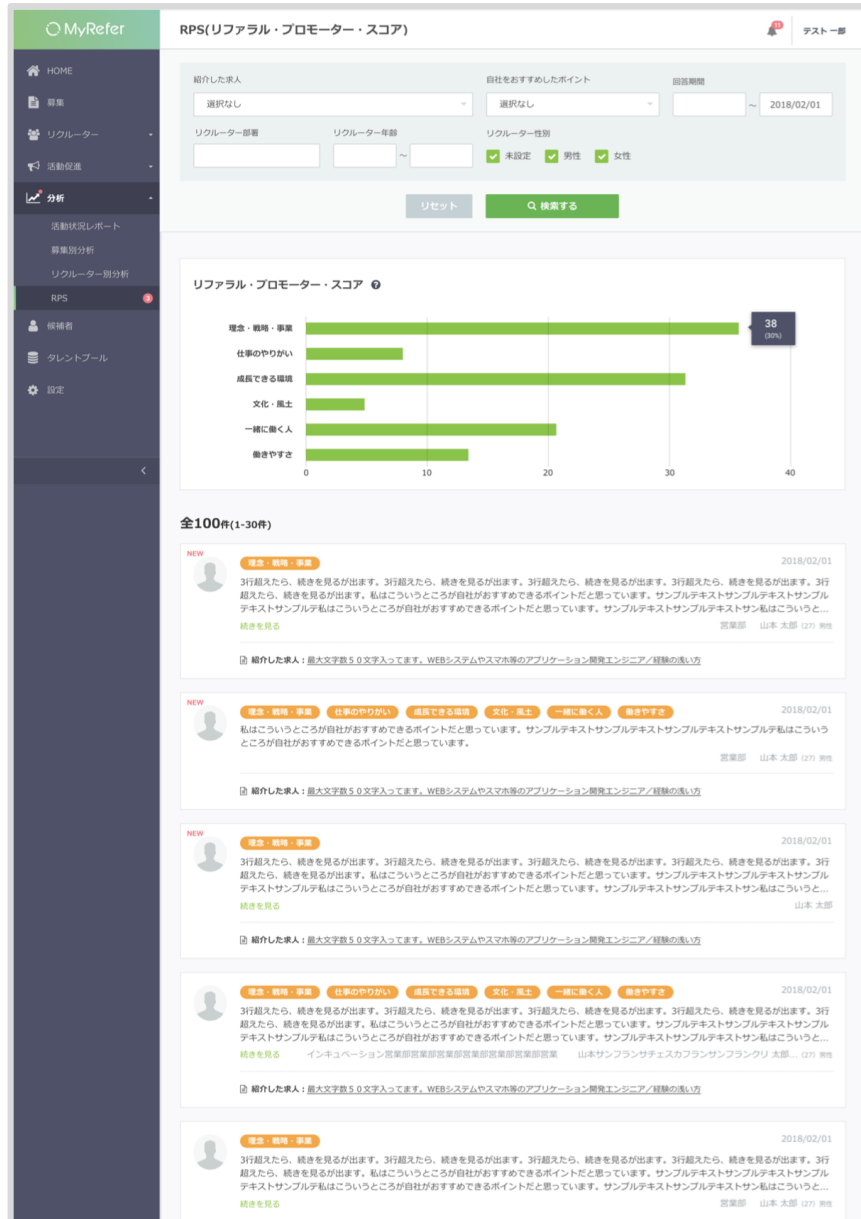 MyRefer
RPS(リファラル・プロモーター・スコア)
11
テスト 一郎
HOME
募集
リクルーター
活動促進
分析
活動状況レポート
募集別分析
リクルーター別分析
RPS
3
候補者
タレントプール
設定
紹介した求人
自社をおすすめしたポイント
回答期間
選択なし
選択なし
~ 2018/02/01
リクルーター部署
リクルーター年齢
リクルーター性別
~
未設定 男性 女性
リセット
検索する
リファラル・プロモーター・スコア
理念・戦略・事業
38
(30%)
仕事のやりがい
成長できる環境
文化・風土
一緒に働く人
働きやすさ
0 10 20 30 40
全100件(1-30件)
NEW
理念・戦略・事業
2018/02/01
3行超えたら、続きを見るが出ます。3行超えたら、続きを見るが出ます。3行超えたら、続きを見るが出ます。3行超えたら、続きを見るが出ます。3行
超えたら、続きを見るが出ます。私はこういうところが自社がおすすめできるポイントだと思っています。サンプルテキストサンプルテキストサンプル
テキストサンプルテ私はこういうところが自社がおすすめできるポイントだと思っています。サンプルテキストサンプルテキストサン私はこういうと...
続きを見る
営業部 山本 太郎 (27) 男性
紹介した求人：最大文字数５０文字入ってます。WEBシステムやスマホ等のアプリケーション開発エンジニア／経験の浅い方
NEW
理念・戦略・事業 仕事のやりがい 成長できる環境 文化・風土 一緒に働く人 働きやすさ
2018/02/01
私はこういうところが自社がおすすめできるポイントだと思っています。サンプルテキストサンプルテキストサンプルテキストサンプルテ私はこういう
ところが自社がおすすめできるポイントだと思っています。
営業部 山本 太郎 (27) 男性
紹介した求人：最大文字数５０文字入ってます。WEBシステムやスマホ等のアプリケーション開発エンジニア／経験の浅い方
NEW
理念・戦略・事業
2018/02/01
3行超えたら、続きを見るが出ます。3行超えたら、続きを見るが出ます。3行超えたら、続きを見るが出ます。3行超えたら、続きを見るが出ます。3行
超えたら、続きを見るが出ます。私はこういうところが自社がおすすめできるポイントだと思っています。サンプルテキストサンプルテキストサンプル
テキストサンプルテ私はこういうところが自社がおすすめできるポイントだと思っています。サンプルテキストサンプルテキストサン私はこういうと...
続きを見る
山本 太郎
紹介した求人：最大文字数５０文字入ってます。WEBシステムやスマホ等のアプリケーション開発エンジニア／経験の浅い方
理念・戦略・事業 仕事のやりがい 成長できる環境 文化・風土 一緒に働く人 働きやすさ
2018/02/01
3行超えたら、続きを見るが出ます。3行超えたら、続きを見るが出ます。3行超えたら、続きを見るが出ます。3行超えたら、続きを見るが出ます。3行
超えたら、続きを見るが出ます。私はこういうところが自社がおすすめできるポイントだと思っています。サンプルテキストサンプルテキストサンプル
テキストサンプルテ私はこういうところが自社がおすすめできるポイントだと思っています。サンプルテキストサンプルテキストサン私はこういうと...
続きを見る
インキュベーション営業部営業部営業部営業部営業部営業部営業 山本サンフランサチェスカフランサンフランクリ 太郎... (27) 男性
紹介した求人：最大文字数５０文字入ってます。WEBシステムやスマホ等のアプリケーション開発エンジニア／経験の浅い方
理念・戦略・事業
2018/02/01
3行超えたら、続きを見るが出ます。3行超えたら、続きを見るが出ます。3行超えたら、続きを見るが出ます。3行超えたら、続きを見るが出ます。3行
超えたら、続きを見るが出ます。私はこういうところが自社がおすすめできるポイントだと思っています。サンプルテキストサンプルテキストサンプル
テキストサンプルテ私はこういうところが自社がおすすめできるポイントだと思っています。サンプルテキストサンプルテキストサン私はこういうと...
続きを見る
営業部 山本 太郎 (27) 男性